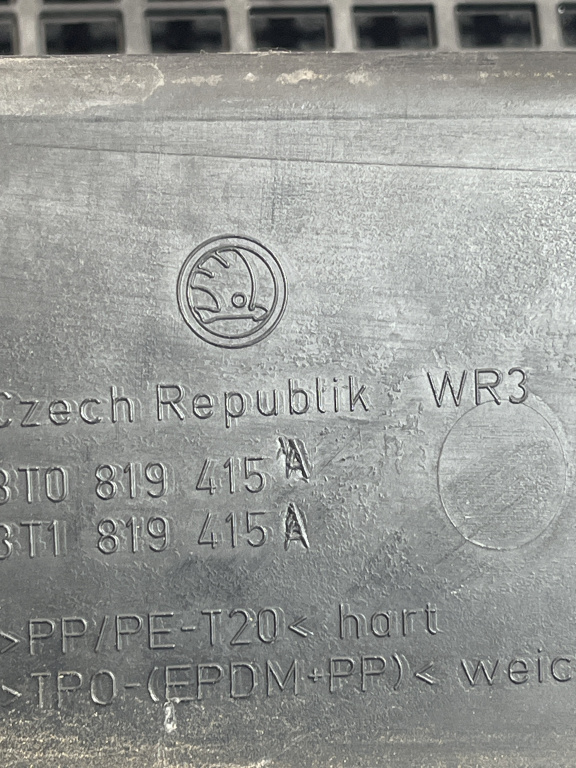 Czech Republik WR3
3T0 819 415 A
3T1 819 415 A
>PP/PE-T20< hart
>TPO-(EPDM+PP)< weic